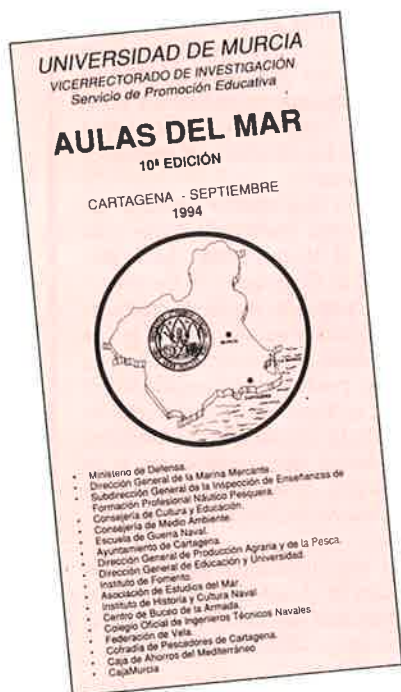 UNIVERSIDAD DE MURCIA
VICERRECTORADO DE INVESTIGACIÓN
Servicio de Promoción Educativa
AULAS DEL MAR
10ª EDICIÓN
CARTAGENA - SEPTIEMBRE
1994
MURCIA
CARTAGENA
• Ministerio de Defensa.
• Dirección General de la Marina Mercante.
• Subdirección General de la Inspección de Enseñanzas de
Formación Profesional Náutico Pesquera.
• Consejería de Cultura y Educación.
• Consejería de Medio Ambiente.
• Escuela de Guerra Naval.
• Ayuntamiento de Cartagena.
• Dirección General de Producción Agraria y de la Pesca.
• Dirección General de Educación y Universidad.
• Instituto de Fomento.
• Asociación de Estudios del Mar.
• Instituto de Historia y Cultura Naval
• Centro de Buceo de la Armada.
• Colegio Oficial de Ingenieros Técnicos Navales
• Federación de Vela.
• Cofradía de Pescadores de Cartagena.
• Caja de Ahorros del Mediterráneo
• CajaMurcia